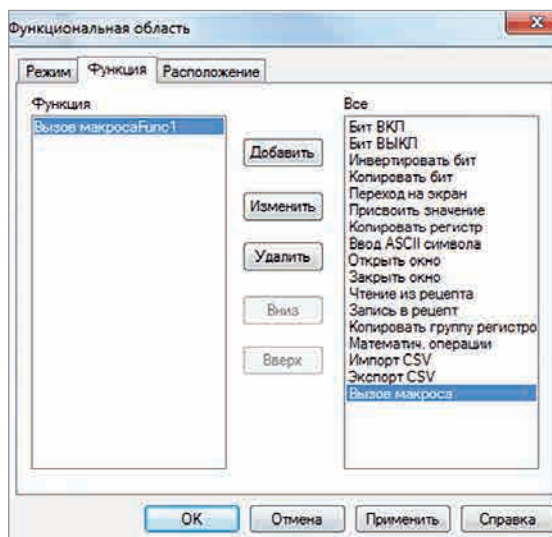 Функциональная область
Режим Функция Расположение
Функция
Вызов макросаFunc1
Добавить
Изменить
Удалить
Вниз
Вверх
Все
Бит ВКЛ
Бит ВЫКЛ
Инвертировать бит
Копировать бит
Переход на экран
Присвоить значение
Копировать регистр
Ввод ASCII символа
Открыть окно
Закрыть окно
Чтение из рецепта
Запись в рецепт
Копировать группу регистро
Математич. операции
Импорт CSV
Экспорт CSV
Вызов макроса
OK Отмена Применить Справка